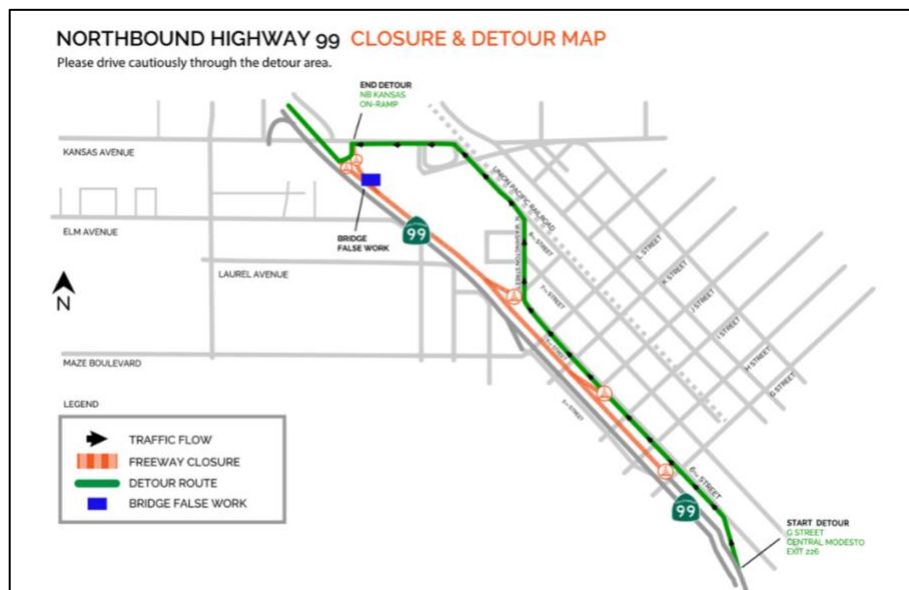 NORTHBOUND HIGHWAY 99 CLOSURE & DETOUR MAP
Please drive cautiously through the detour area.
END DETOUR
NB KANSAS
ON-RAMP
KANSAS AVENUE
UNION PACIFIC RAILROAD
ELM AVENUE
BRIDGE
FALSE WORK
99
N
LAUREL AVENUE
8TH STREET
7TH STREET
L STREET
K STREET
J STREET
I STREET
H STREET
G STREET
MAZE BOULEVARD
6TH STREET
99
START DETOUR
G STREET
CENTRAL MODESTO
EXIT 226
LEGEND
TRAFFIC FLOW
FREEWAY CLOSURE
DETOUR ROUTE
BRIDGE FALSE WORK